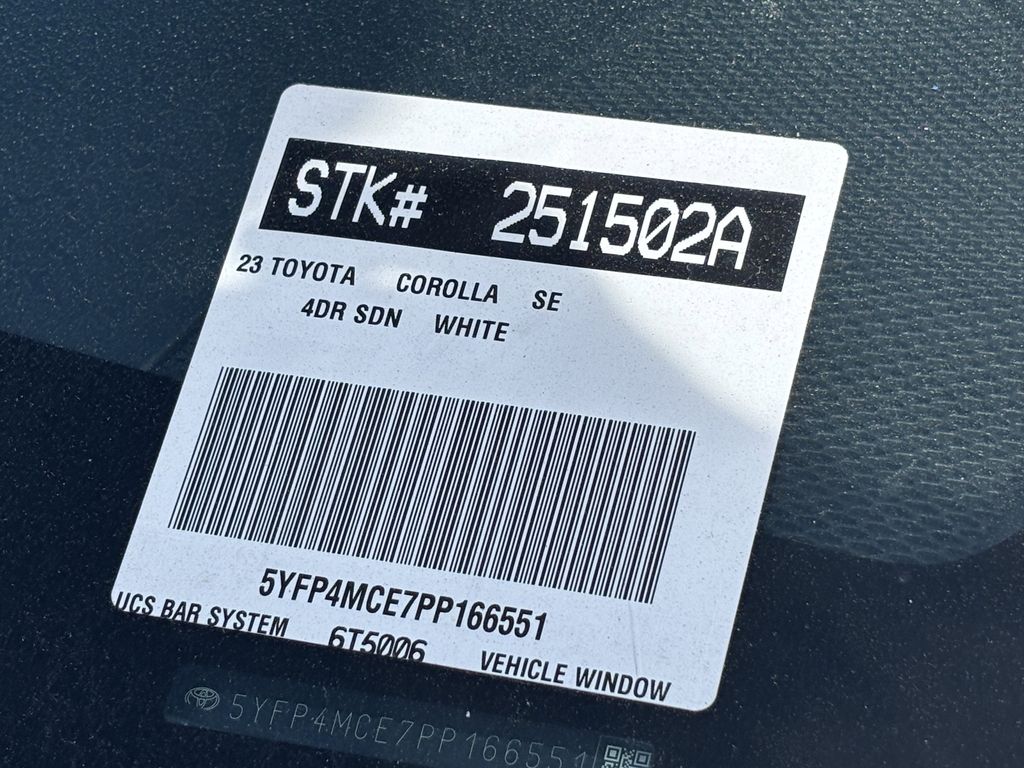 STK# 251502A
23 TOYOTA COROLLA SE
4DR SDN WHITE
5YFP4MCE7PP166551
UCS BAR SYSTEM 6T5006 VEHICLE WINDOW
5YFP4MCE7PP166551